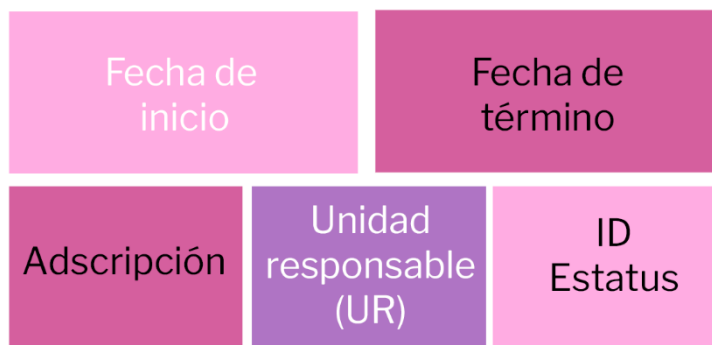 Fecha de
inicio
Fecha de
término
Adscripción
Unidad
responsable
(UR)
ID
Estatus